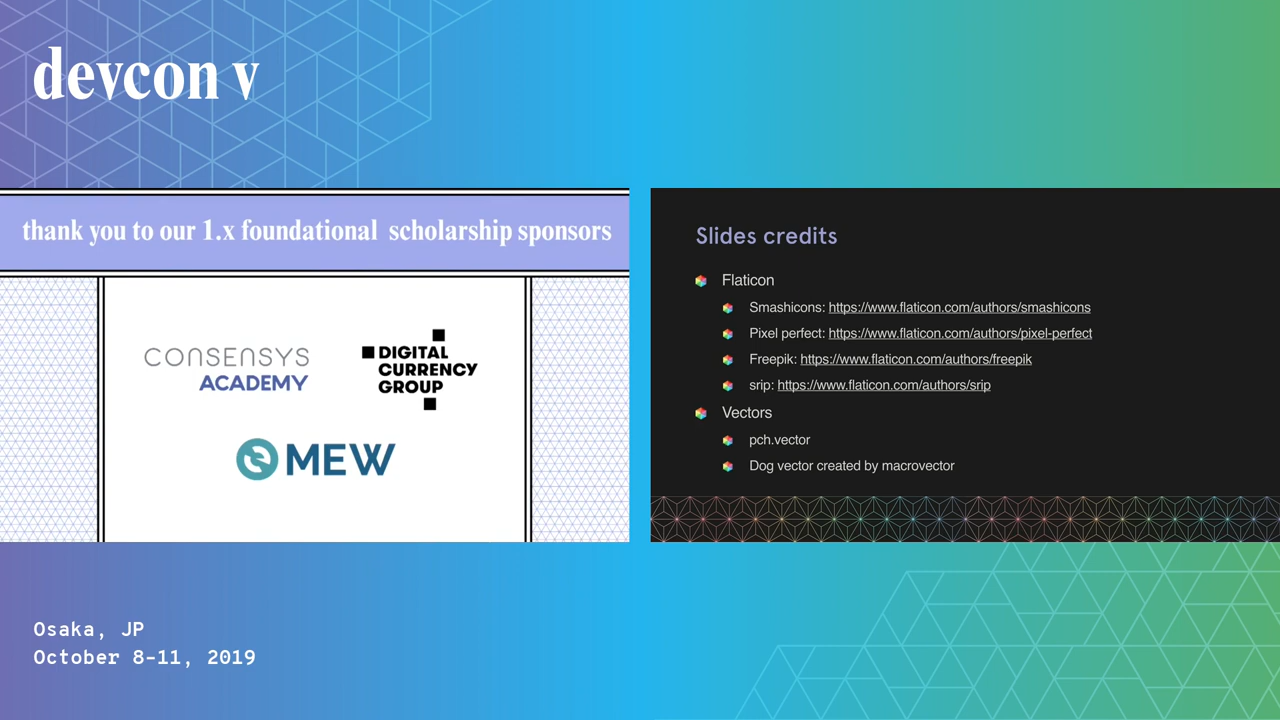 devcon v
thank you to our 1.x foundational scholarship sponsors
CONSENSYS
ACADEMY
DIGITAL
CURRENCY
GROUP
MEW
Slides credits
Flaticon
Smashicons: https://www.flaticon.com/authors/smashicons
Pixel perfect: https://www.flaticon.com/authors/pixel-perfect
Freepik: https://www.flaticon.com/authors/freepik
srip: https://www.flaticon.com/authors/srip
Vectors
pch.vector
Dog vector created by macrovector
Osaka, JP
October 8-11, 2019